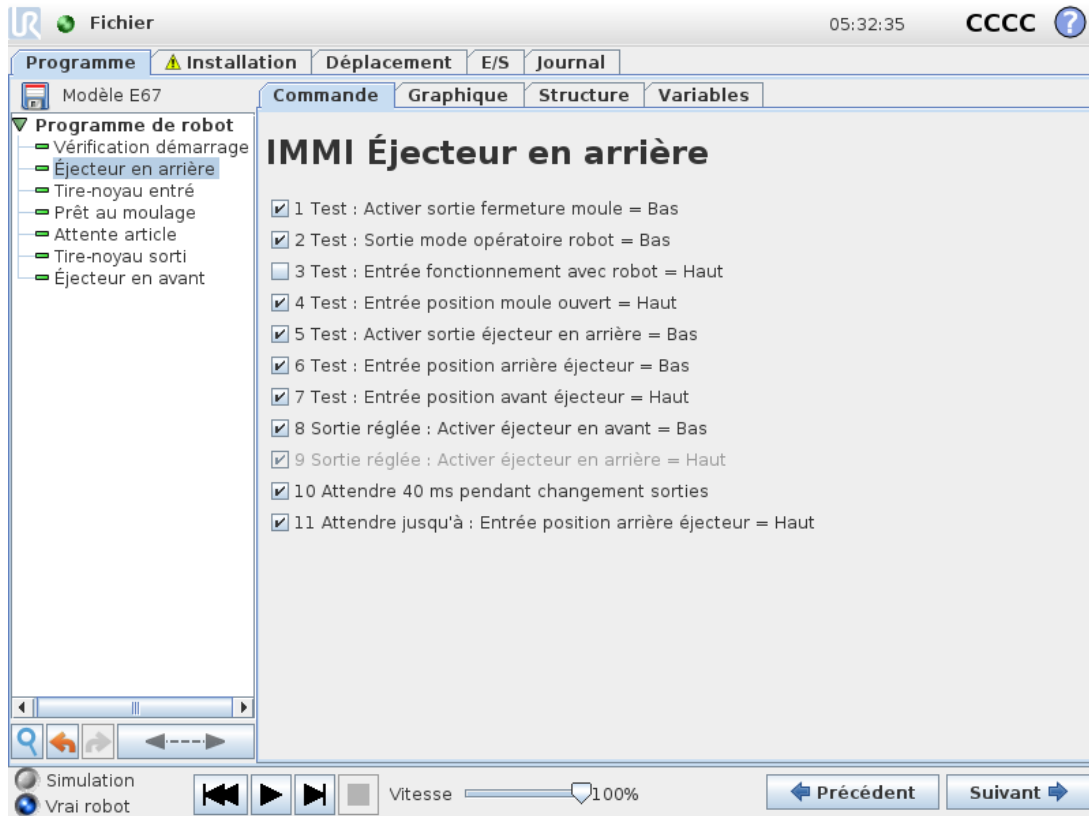 UR Fichier 05:32:35 CCCC ?
Programme Installation Déplacement E/S Journal
Modèle E67 Commande Graphique Structure Variables
Programme de robot
Vérification démarrage
Éjecteur en arrière
Tire-noyau entré
Prêt au moulage
Attente article
Tire-noyau sorti
Éjecteur en avant
IMMI Éjecteur en arrière
1 Test : Activer sortie fermeture moule = Bas
2 Test : Sortie mode opératoire robot = Bas
3 Test : Entrée fonctionnement avec robot = Haut
4 Test : Entrée position moule ouvert = Haut
5 Test : Activer sortie éjecteur en arrière = Bas
6 Test : Entrée position arrière éjecteur = Bas
7 Test : Entrée position avant éjecteur = Haut
8 Sortie réglée : Activer éjecteur en avant = Bas
9 Sortie réglée : Activer éjecteur en arrière = Haut
10 Attendre 40 ms pendant changement sorties
11 Attendre jusqu'à : Entrée position arrière éjecteur = Haut
Simulation
Vrai robot
Vitesse 100% Précédent Suivant